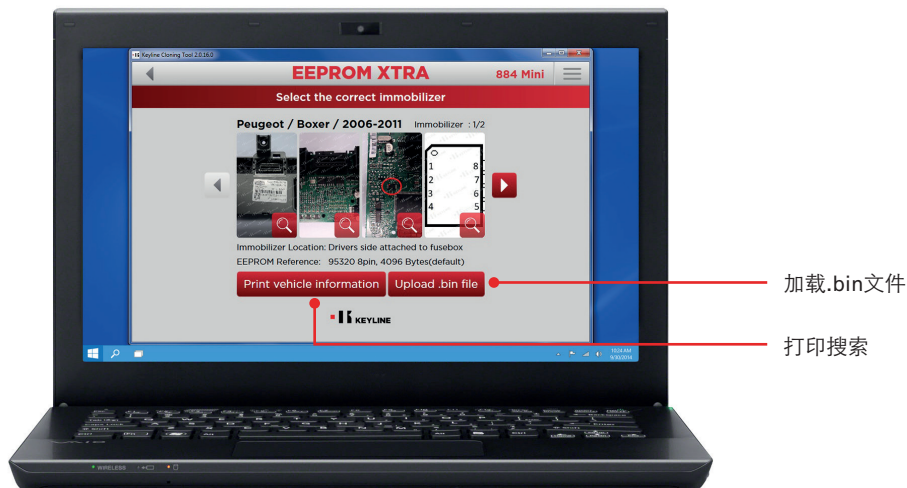 Keyline Cloning Tool 2.0.16.0
EEPROM XTRA
884 Mini
Select the correct immobilizer
Peugeot / Boxer / 2006-2011 Immobilizer : 1/2
1 8
2 7
3 6
4 5
Immobilizer Location: Drivers side attached to fusebox
EEPROM Reference: 95320 8pin, 4096 Bytes(default)
Print vehicle information
Upload .bin file
KEYLINE
加载.bin文件
打印搜索
10:24 AM
9/30/2014
WIRELESS